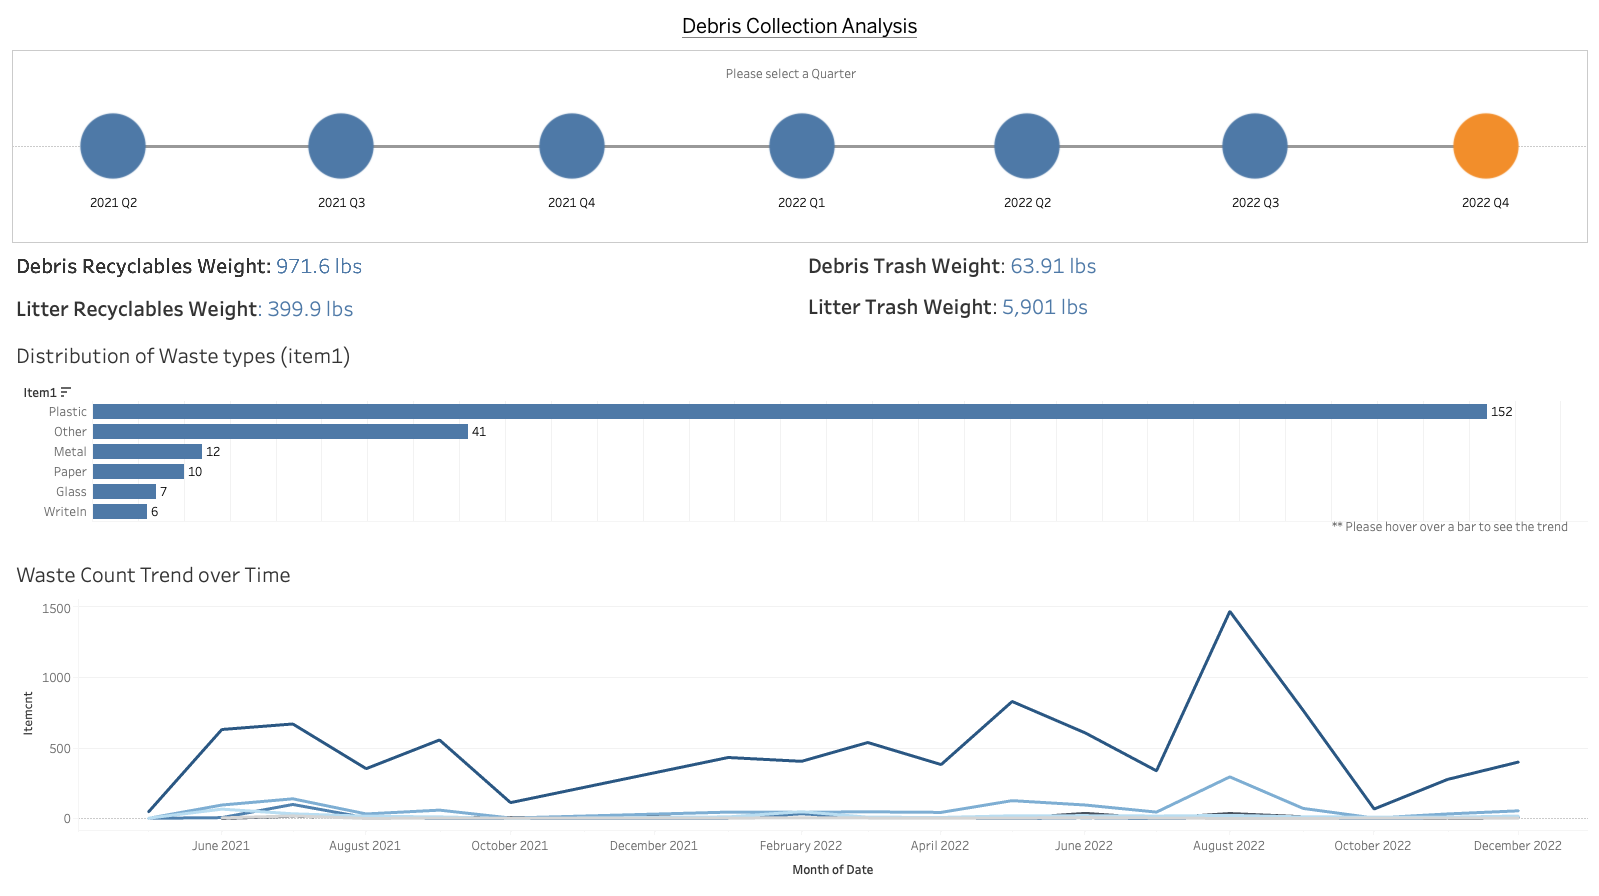 Debris Collection Analysis
Please select a Quarter
2021 Q2 2021 Q3 2021 Q4 2022 Q1 2022 Q2 2022 Q3 2022 Q4
Debris Recyclables Weight: 971.6 lbs
Debris Trash Weight: 63.91 lbs
Litter Recyclables Weight: 399.9 lbs
Litter Trash Weight: 5,901 lbs
Distribution of Waste types (item1)
Item1
Plastic 152
Other 41
Metal 12
Paper 10
Glass 7
WriteIn 6
** Please hover over a bar to see the trend
Waste Count Trend over Time
1500
1000
500
0
Itemcnt
June 2021 August 2021 October 2021 December 2021 February 2022 April 2022 June 2022 August 2022 October 2022 December 2022
Month of Date